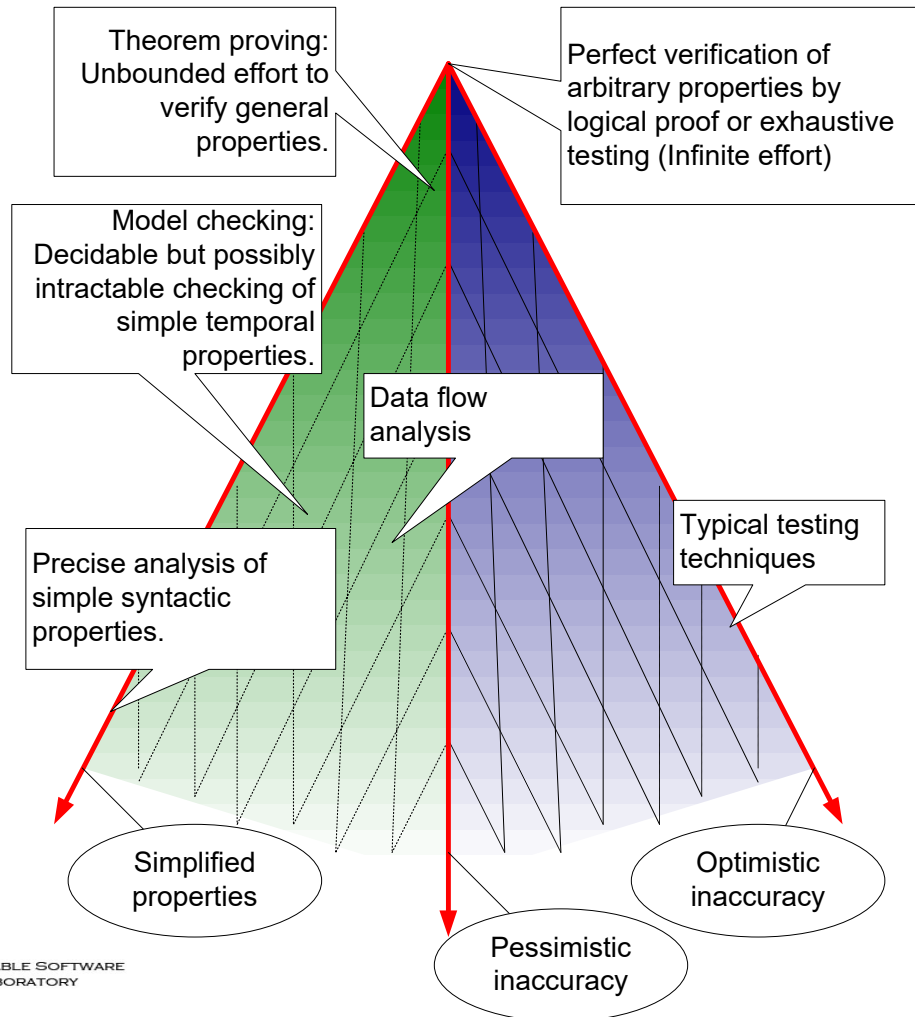 Theorem proving:
Unbounded effort to
verify general
properties.
Perfect verification of
arbitrary properties by
logical proof or exhaustive
testing (Infinite effort)
Model checking:
Decidable but possibly
intractable checking of
simple temporal
properties.
Data flow
analysis
Typical testing
techniques
Precise analysis of
simple syntactic
properties.
Simplified
properties
Optimistic
inaccuracy
Pessimistic
inaccuracy
SOFTWARE